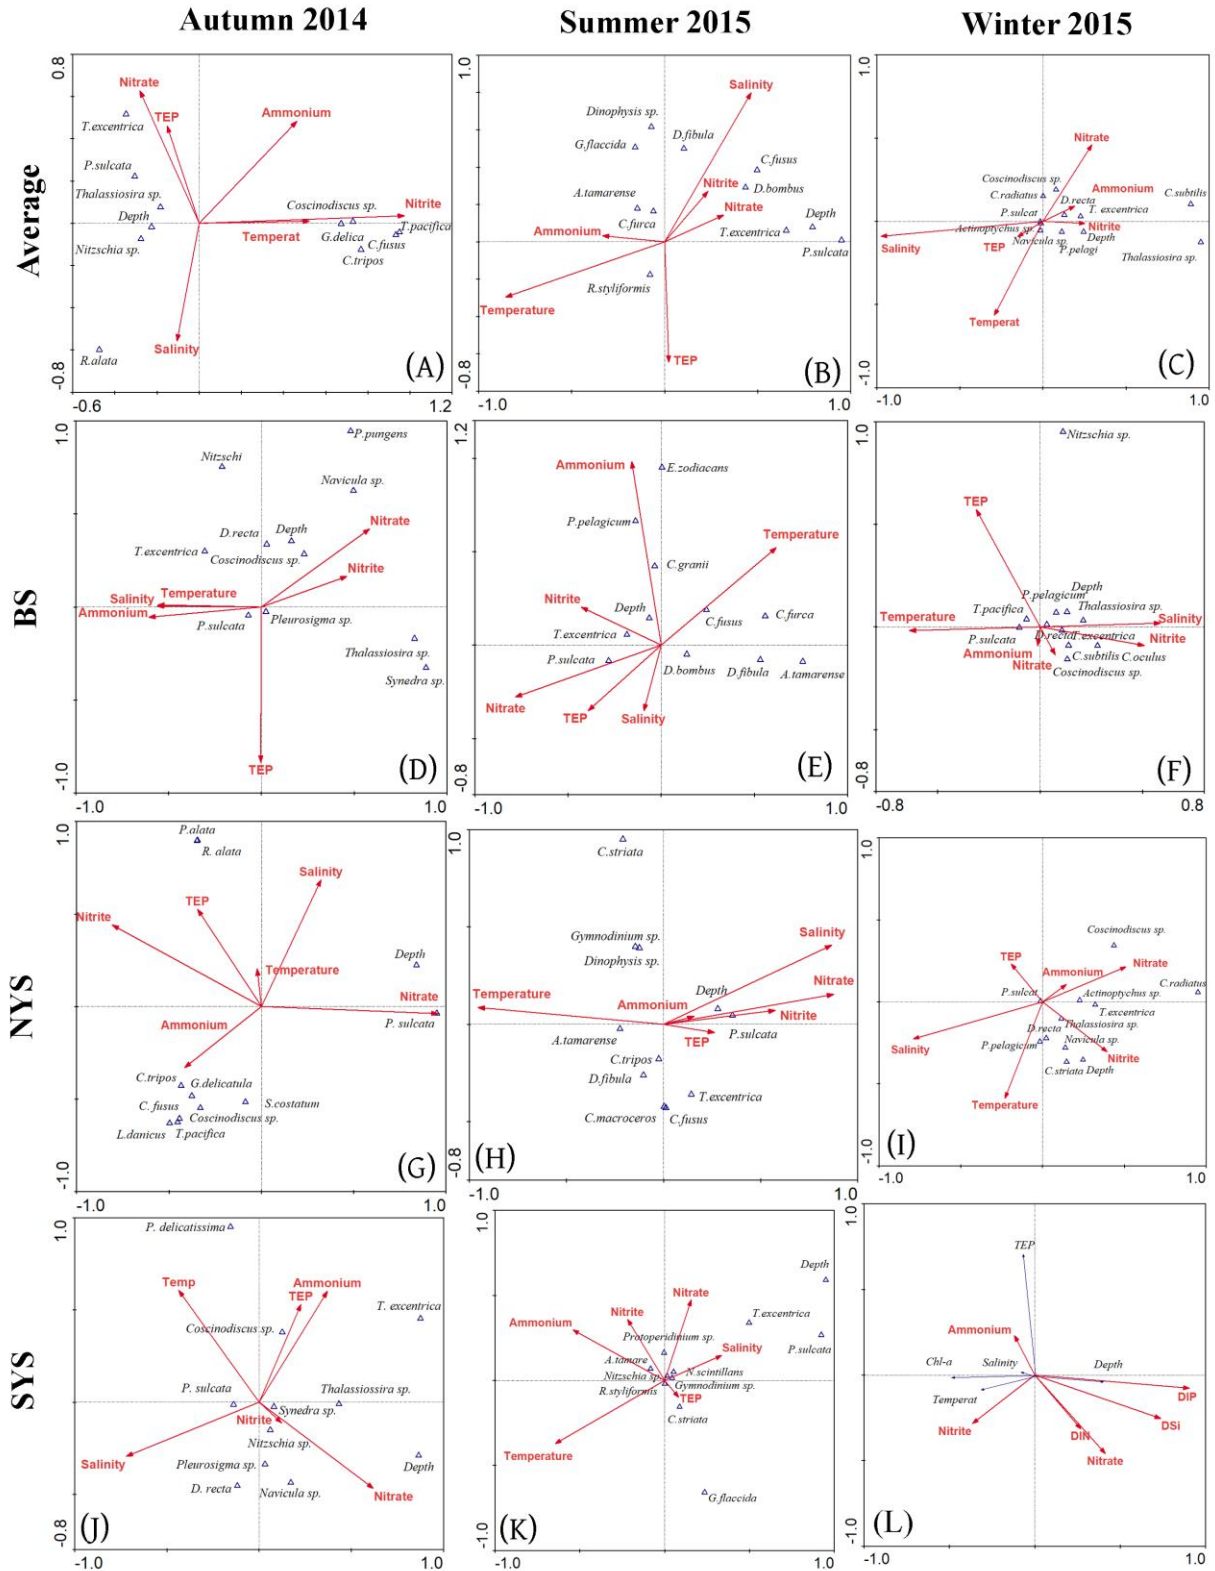 Autumn 2014
Summer 2015
Winter 2015
Average
0.8
Nitrate
TEP
Ammonium
T.excentrica
P.sulcata
Thalassiosira sp.
Depth
Nitzschia sp.
Coscinodiscus sp.
Nitrite
Temperat
G.delica
T.pacifica
C.fusus
C.tripos
Salinity
R.alata
(A)
-0.8
-0.6
1.2
1.0
Salinity
Dinophysis sp.
G.flaccida
D.fibula
C.fusus
A.tamarense
Nitrite
D.bombus
C.furca
Nitrate
Depth
Ammonium
T.excentrica
P.sulcata
R.styliformis
Temperature
TEP
(B)
-0.8
-1.0
1.0
1.0
Nitrate
Coscinodiscus sp.
C.radiatus
Ammonium
C.subtilis
D.recta
P.sulcat
T. excentrica
Actinoptychus sp.
Nitrite
Salinity
TEP
Navicula sp.
Depth
P.pelagi
Thalassiosira sp.
Temperat
(C)
-1.0
-1.0
1.0
BS
1.0
P.pungens
Nitzschi
Navicula sp.
Nitrate
D.recta
Depth
T.excentrica
Coscinodiscus sp.
Nitrite
Temperature
Salinity
Ammonium
P.sulcata
Pleurosigma sp.
Thalassiosira sp.
Synedra sp.
TEP
(D)
-1.0
-1.0
1.0
1.2
Ammonium
E.zodiacans
P.pelagicum
Temperature
C.granii
Nitrite
Depth
C.fusus
C.furca
T.excentrica
P.sulcata
D.bombus
D.fibula
A.tamarense
Nitrate
TEP
Salinity
(E)
-0.8
-1.0
1.0
1.0
Nitzschia sp.
TEP
Depth
P.pelagicum
T.pacifica
Thalassiosira sp.
Temperature
Salinity
P.sulcata
D.recta
T.excentrica
Nitrite
Ammonium
Nitrate
C.subtilis
C.oculus
Coscinodiscus sp.
(F)
-0.8
-0.8
0.8
NYS
1.0
P.alata
R. alata
Salinity
TEP
Nitrite
Depth
Temperature
Nitrate
P. sulcata
Ammonium
C.tripos
G.delicatula
C. fusus
S.costatum
Coscinodiscus sp.
L.danicus
T.pacifica
(G)
-1.0
-1.0
1.0
1.0
C.striata
Gymnodinium sp.
Dinophysis sp.
Salinity
Temperature
Nitrate
Depth
Ammonium
Nitrite
A.tamarense
TEP
P.sulcata
C.tripos
D.fibula
T.excentrica
C.macroceros
C.fusus
(H)
-0.8
-1.0
1.0
1.0
Coscinodiscus sp.
TEP
Nitrate
Ammonium
C.radiatus
P.sulcat
Actinoptychus sp.
T.excentrica
D.recta
Thalassiosira sp.
Salinity
P.pelagicum
Navicula sp.
Nitrite
C.striata
Depth
Temperature
(I)
-1.0
-1.0
1.0
SYS
1.0
P. delicatissima
Temp
Ammonium
TEP
T. excentrica
Coscinodiscus sp.
P. sulcata
Thalassiosira sp.
Synedra sp.
Nitrite
Nitzschia sp.
Salinity
Pleurosigma sp.
Depth
D. recta
Navicula sp.
Nitrate
(J)
-0.8
-1.0
1.0
1.0
Depth
Nitrate
Nitrite
Ammonium
T.excentrica
Protoperidinium sp.
P.sulcata
Salinity
A.tamare
Nitzschia sp.
N.scintillans
R.styliformis
Gymnodinium sp.
TEP
C.striata
Temperature
G.flaccida
(K)
-1.0
-1.0
1.0
1.0
TEP
Ammonium
Chl-a
Salinity
Depth
Temperat
DIP
Nitrite
DSi
DIN
Nitrate
(L)
-1.0
-1.0
1.0